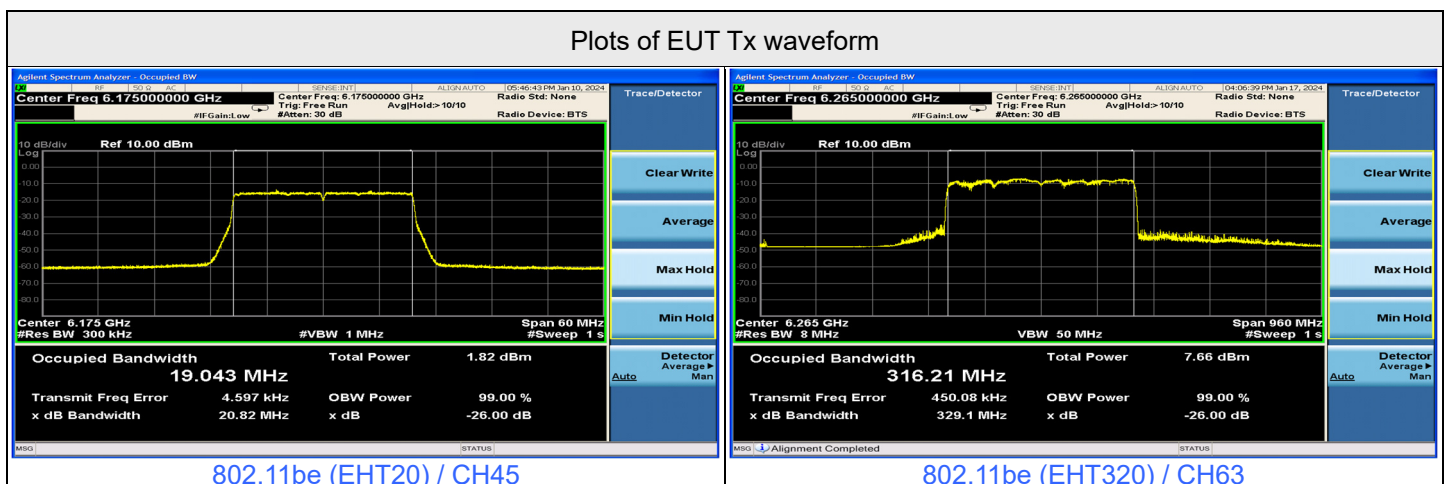 Plots of EUT Tx waveform
Agilent Spectrum Analyzer - Occupied BW
LXI RF 50 Ω AC SENSE:INT ALIGN AUTO 05:46:43 PM Jan 10, 2024
Center Freq 6.175000000 GHz
Center Freq: 6.175000000 GHz
Radio Std: None
Trig: Free Run Avg|Hold:> 10/10
#IFGain:Low #Atten: 30 dB
Radio Device: BTS
Trace/Detector
10 dB/div Ref 10.00 dBm
Log
0.00
-10.0
-20.0
-30.0
-40.0
-50.0
-60.0
-70.0
-80.0
Clear Write
Average
Max Hold
Min Hold
Center 6.175 GHz Span 60 MHz
#Res BW 300 kHz #VBW 1 MHz #Sweep 1 s
Occupied Bandwidth Total Power 1.82 dBm
19.043 MHz
Transmit Freq Error 4.597 kHz OBW Power 99.00 %
x dB Bandwidth 20.82 MHz x dB -26.00 dB
Detector
Average▶
Auto Man
MSG STATUS
802.11be (EHT20) / CH45
Agilent Spectrum Analyzer - Occupied BW
LXI RF 50 Ω AC SENSE:INT ALIGN AUTO 04:06:39 PM Jan 17, 2024
Center Freq 6.265000000 GHz
Center Freq: 6.265000000 GHz
Radio Std: None
Trig: Free Run Avg|Hold:> 10/10
#IFGain:Low #Atten: 30 dB
Radio Device: BTS
Trace/Detector
10 dB/div Ref 10.00 dBm
Log
0.00
-10.0
-20.0
-30.0
-40.0
-50.0
-60.0
-70.0
-80.0
Clear Write
Average
Max Hold
Min Hold
Center 6.265 GHz Span 960 MHz
#Res BW 8 MHz VBW 50 MHz #Sweep 1 s
Occupied Bandwidth Total Power 7.66 dBm
316.21 MHz
Transmit Freq Error 450.08 kHz OBW Power 99.00 %
x dB Bandwidth 329.1 MHz x dB -26.00 dB
Detector
Average▶
Auto Man
MSG Alignment Completed STATUS
802.11be (EHT320) / CH63